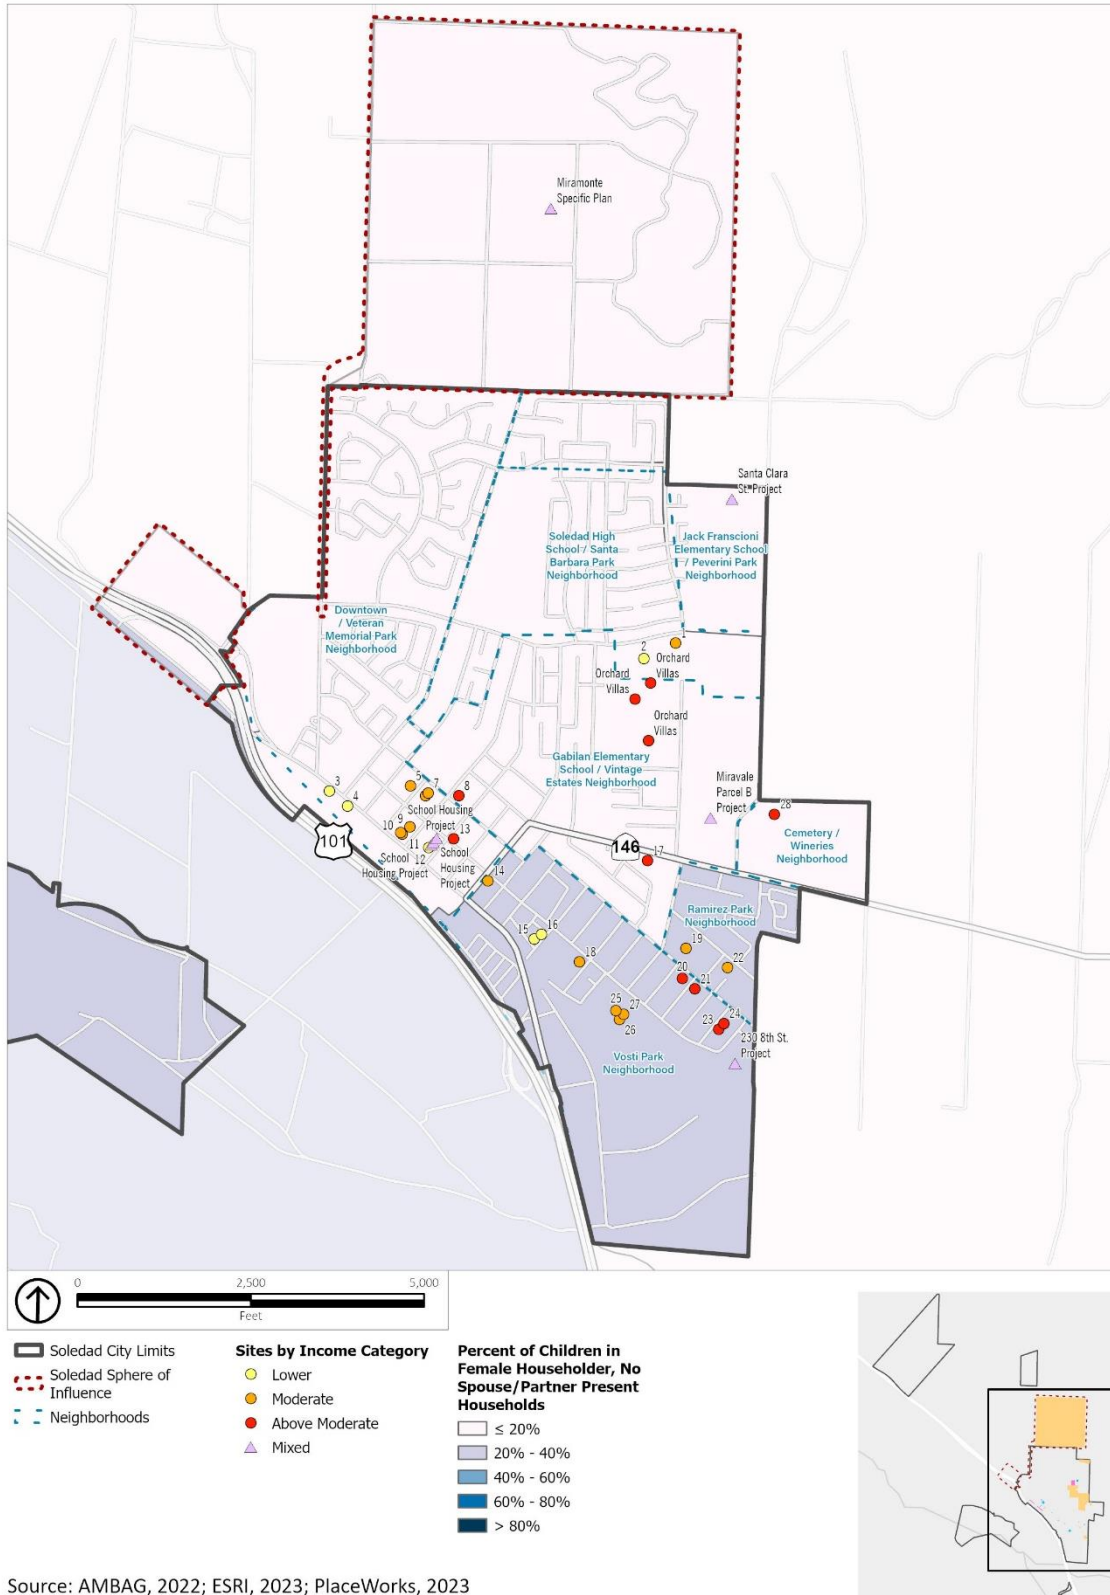 Miramonte
Specific Plan
Santa Clara
St. Project
Soledad High
School / Santa
Barbara Park
Neighborhood
Jack Franscioni
Elementary School
/ Peverini Park
Neighborhood
Downtown
/ Veteran
Memorial Park
Neighborhood
1
2
Orchard
Villas
Orchard
Villas
Orchard
Villas
Gabilan Elementary
School / Vintage
Estates Neighborhood
Miravale
Parcel B
Project
3
4
5
7
8
School Housing
Project
9
10
11
12
13
School
Housing Project
School
Housing
Project
101
146
28
Cemetery /
Wineries
Neighborhood
17
14
Ramirez Park
Neighborhood
15
16
18
19
20
21
22
23
24
25
26
27
230 8th St.
Project
Vosti Park
Neighborhood
0 2,500 5,000
Feet
Soledad City Limits
Soledad Sphere of
Influence
Neighborhoods
Sites by Income Category
Lower
Moderate
Above Moderate
Mixed
Percent of Children in
Female Householder, No
Spouse/Partner Present
Households
≤ 20%
20% - 40%
40% - 60%
60% - 80%
> 80%
Source: AMBAG, 2022; ESRI, 2023; PlaceWorks, 2023